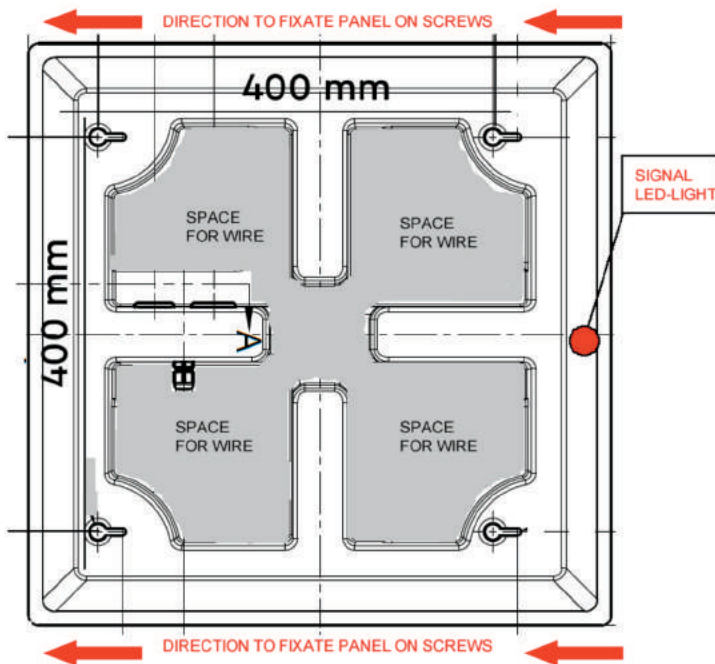 DIRECTION TO FIXATE PANEL ON SCREWS
400 mm
SIGNAL
LED-LIGHT
SPACE
FOR WIRE
SPACE
FOR WIRE
400 mm
A
SPACE
FOR WIRE
SPACE
FOR WIRE
DIRECTION TO FIXATE PANEL ON SCREWS